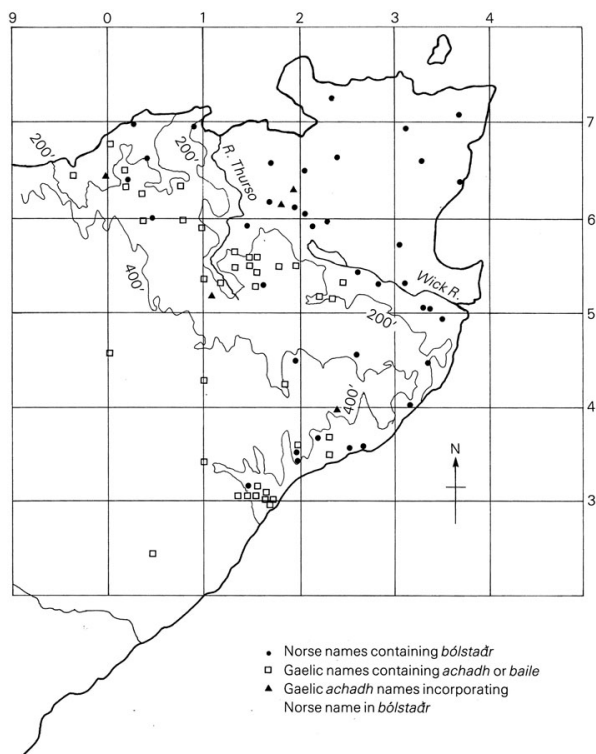 9 0 1 2 3 4
7
200'
200'
R. Thurso
6
400'
Wick R.
5
200'
4
400'
N
3
Norse names containing bólstaðr
Gaelic names containing achadh or baile
Gaelic achadh names incorporating
Norse name in bólstaðr